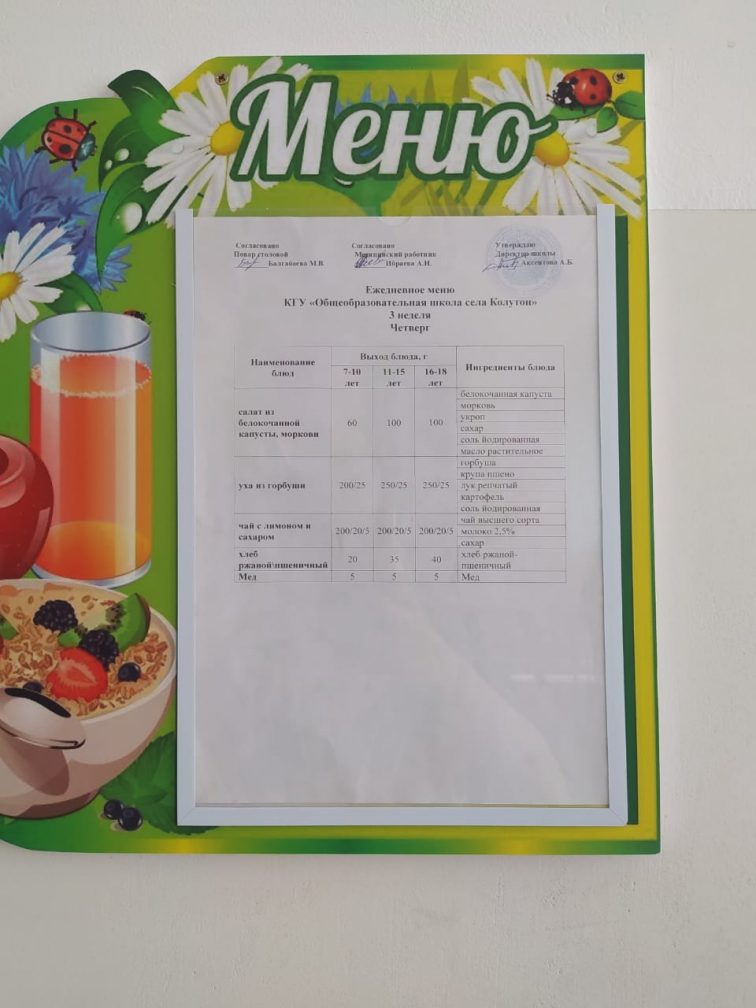 Меню
Согласовано Согласовано Утверждаю
Повар столовой Медицинский работник Директор школы
Балгабаева М.В. Ибраева А.И. Аксентова А.Б.
Ежедневное меню
КГУ «Общеобразовательная школа села Колутон»
3 неделя
Четверг
Наименование блюд Выход блюда, г Ингредиенты блюда
7-10 лет 11-15 лет 16-18 лет
салат из белокочанной капусты, моркови 60 100 100 белокочанная капуста
морковь
укроп
сахар
соль йодированная
масло растительное
уха из горбуши 200/25 250/25 250/25 горбуша
крупа пшено
лук репчатый
картофель
соль йодированная
чай с лимоном и сахаром 200/20/5 200/20/5 200/20/5 чай высшего сорта
молоко 2,5%
сахар
хлеб ржаной\пшеничный 20 35 40 хлеб ржаной-пшеничный
Мед 5 5 5 Мед